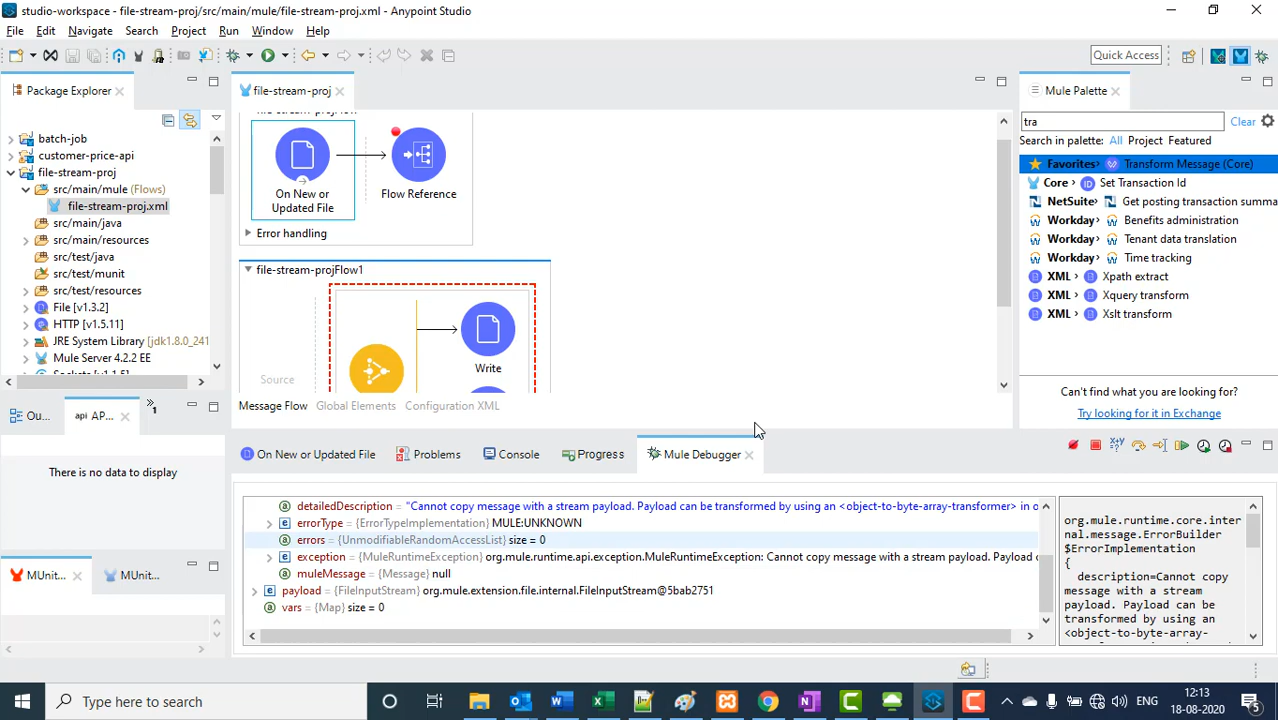 studio-workspace - file-stream-proj/src/main/mule/file-stream-proj.xml - Anypoint Studio
File Edit Navigate Search Project Run Window Help
Quick Access
Package Explorer
batch-job
customer-price-api
file-stream-proj
src/main/mule (Flows)
file-stream-proj.xml
src/main/java
src/main/resources
src/test/java
src/test/munit
src/test/resources
File [v1.3.2]
HTTP [v1.5.11]
JRE System Library [jdk1.8.0_241
Mule Server 4.2.2 EE
Ou...
api AP...
1
There is no data to display
MUnit...
MUnit...
file-stream-proj
On New or
Updated File
Flow Reference
Error handling
file-stream-projFlow1
Source
Write
Message Flow Global Elements Configuration XML
Mule Palette
tra
Clear
Search in palette: All Project Featured
Favorites> Transform Message (Core)
Core> ID Set Transaction Id
NetSuite> Get posting transaction summa
Workday> Benefits administration
Workday> Tenant data translation
Workday> Time tracking
XML> Xpath extract
XML> Xquery transform
XML> Xslt transform
Can't find what you are looking for?
Try looking for it in Exchange
On New or Updated File Problems Console Progress Mule Debugger
detailedDescription = "Cannot copy message with a stream payload. Payload can be transformed by using an <object-to-byte-array-transformer> in o
errorType = {ErrorTypeImplementation} MULE:UNKNOWN
errors = {UnmodifiableRandomAccessList} size = 0
exception = {MuleRuntimeException} org.mule.runtime.api.exception.MuleRuntimeException: Cannot copy message with a stream payload. Payload c
muleMessage = {Message} null
payload = {FileInputStream} org.mule.extension.file.internal.FileInputStream@5bab2751
vars = {Map} size = 0
org.mule.runtime.core.inter
nal.message.ErrorBuilder
$ErrorImplementation
{
description=Cannot copy
message with a stream
payload. Payload can be
transformed by using an
<object-to-byte-array-
Type here to search
ENG
12:13
18-08-2020
5